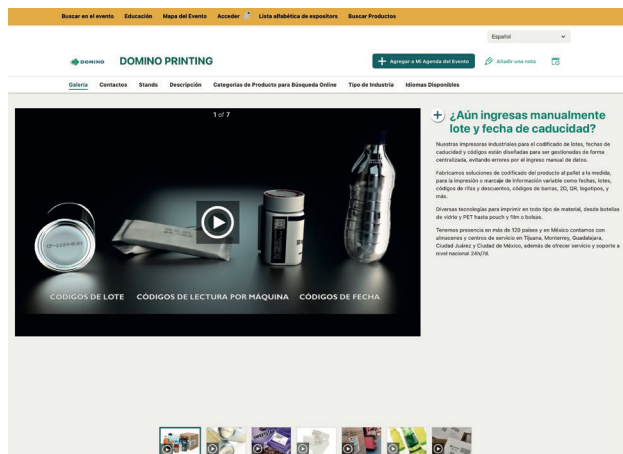 Buscar en el evento Educación Mapa del Evento Acceder Lista alfabética de expositors Buscar Productos
Español
DOMINO DOMINO PRINTING
Agregar a Mi Agenda del Evento Añadir una nota
Galería Contactos Stands Descripción Categorías de Producto para Búsqueda Online Tipo de Industria Idiomas Disponibles
1 of 7
CÓDIGOS DE LOTE CÓDIGOS DE LECTURA POR MÁQUINA CÓDIGOS DE FECHA
¿Aún ingresas manualmente
lote y fecha de caducidad?
Nuestras impresoras industriales para el codificado de lotes, fechas de
caducidad y códigos están diseñadas para ser gestionadas de forma
centralizada, evitando errores por el ingreso manual de datos.
Fabricamos soluciones de codificado del producto al pallet a la medida,
para la impresión o marcaje de información variable como fechas, lotes,
códigos de rifas y descuentos, códigos de barras, 2D, QR, logotipos, y
más.
Diversas tecnologías para imprimir en todo tipo de material, desde botellas
de vidrio y PET hasta pouch y film o bolsas.
Tenemos presencia en más de 120 países y en México contamos con
almacenes y centros de servicio en Tijuana, Monterrey, Guadalajara,
Ciudad Juárez y Ciudad de México, además de ofrecer servicio y soporte a
nivel nacional 24h/7d.